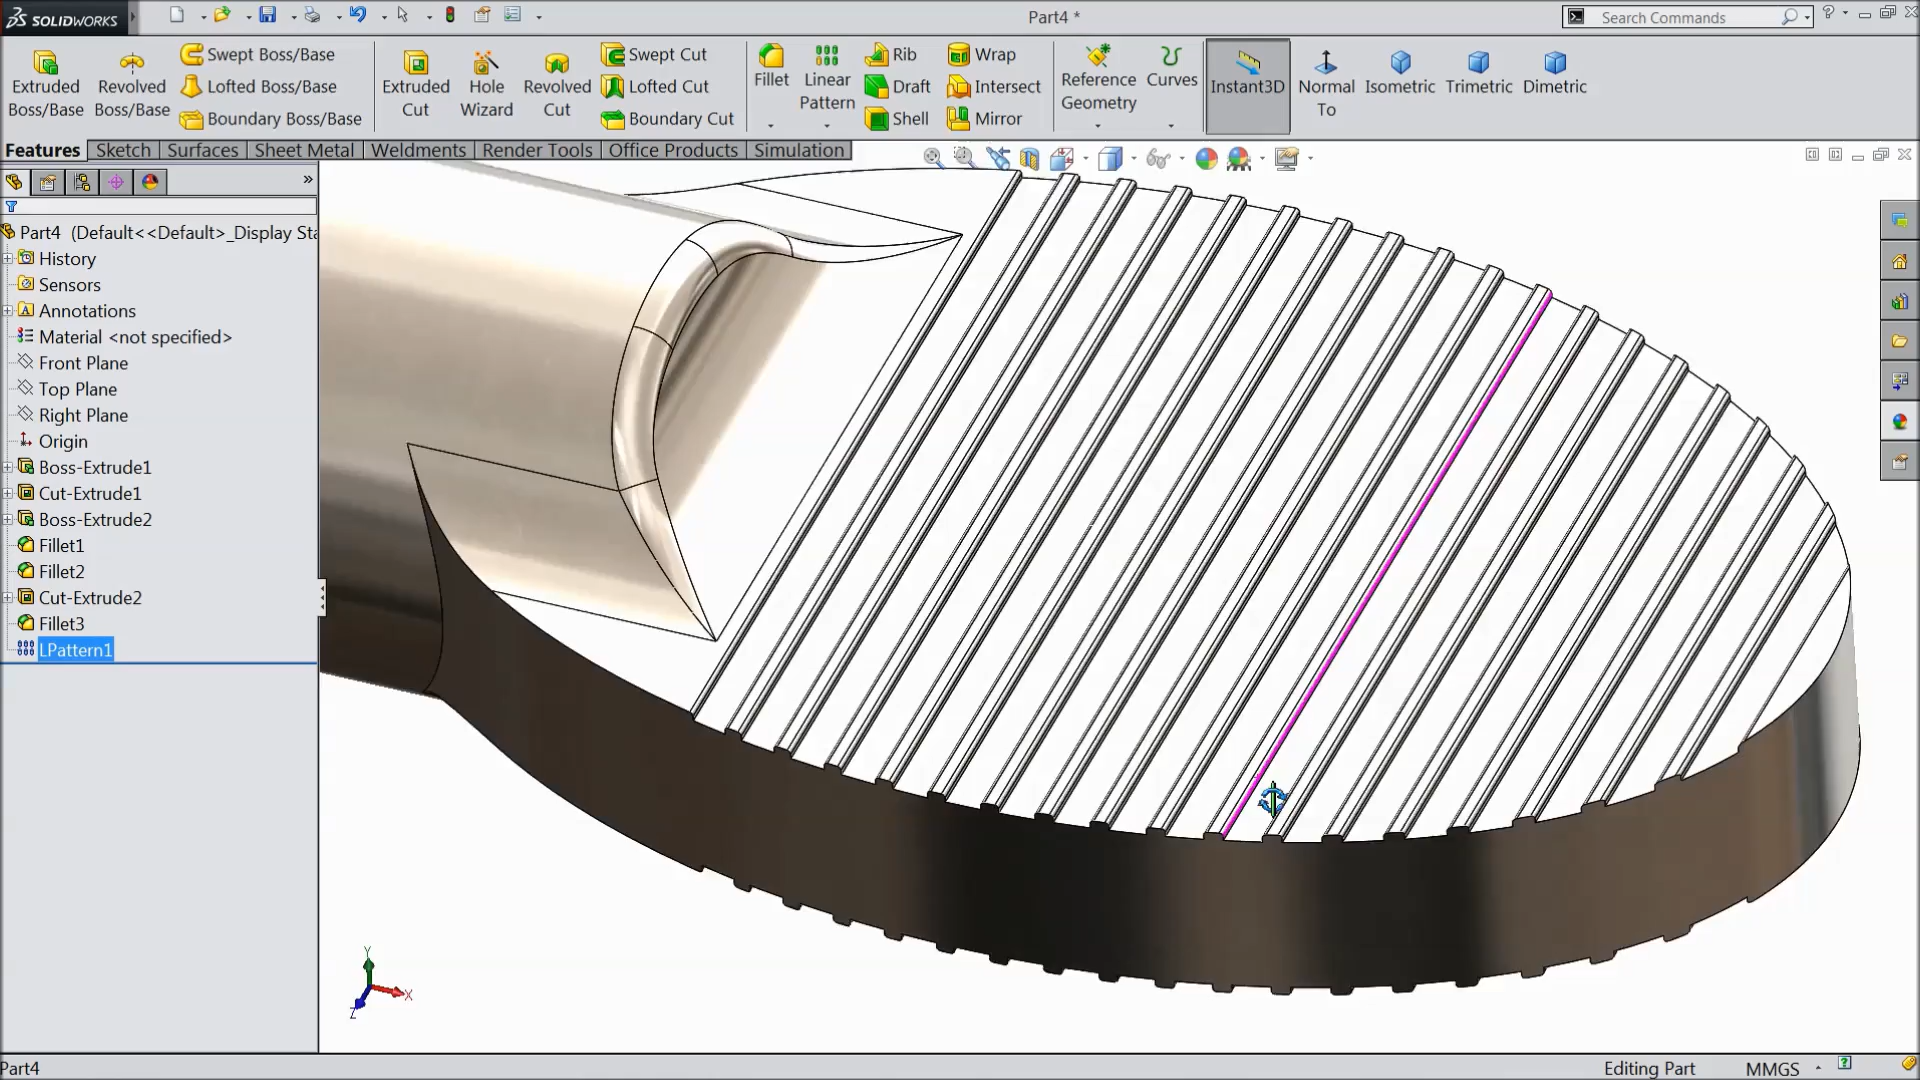 SOLIDWORKS
Part4 *
Search Commands
Extruded Boss/Base
Revolved Boss/Base
Swept Boss/Base
Lofted Boss/Base
Boundary Boss/Base
Extruded Cut
Hole Wizard
Revolved Cut
Swept Cut
Lofted Cut
Boundary Cut
Fillet
Linear Pattern
Rib
Draft
Shell
Wrap
Intersect
Mirror
Reference Geometry
Curves
Instant3D
Normal To
Isometric
Trimetric
Dimetric
Features
Sketch
Surfaces
Sheet Metal
Weldments
Render Tools
Office Products
Simulation
Part4 (Default<<Default>_Display Sta
History
Sensors
Annotations
Material <not specified>
Front Plane
Top Plane
Right Plane
Origin
Boss-Extrude1
Cut-Extrude1
Boss-Extrude2
Fillet1
Fillet2
Cut-Extrude2
Fillet3
LPattern1
Y
X
Z
Part4
Editing Part
MMGS